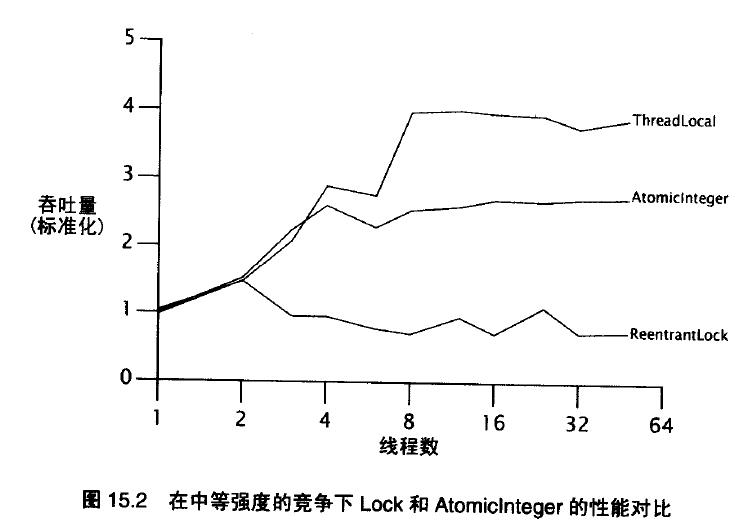 5
4
ThreadLocal
3
吞吐量
(标准化)
AtomicInteger
2
1
ReentrantLock
0
1 2 4 8 16 32 64
线程数
图 15.2 在中等强度的竞争下 Lock 和 AtomicInteger 的性能对比